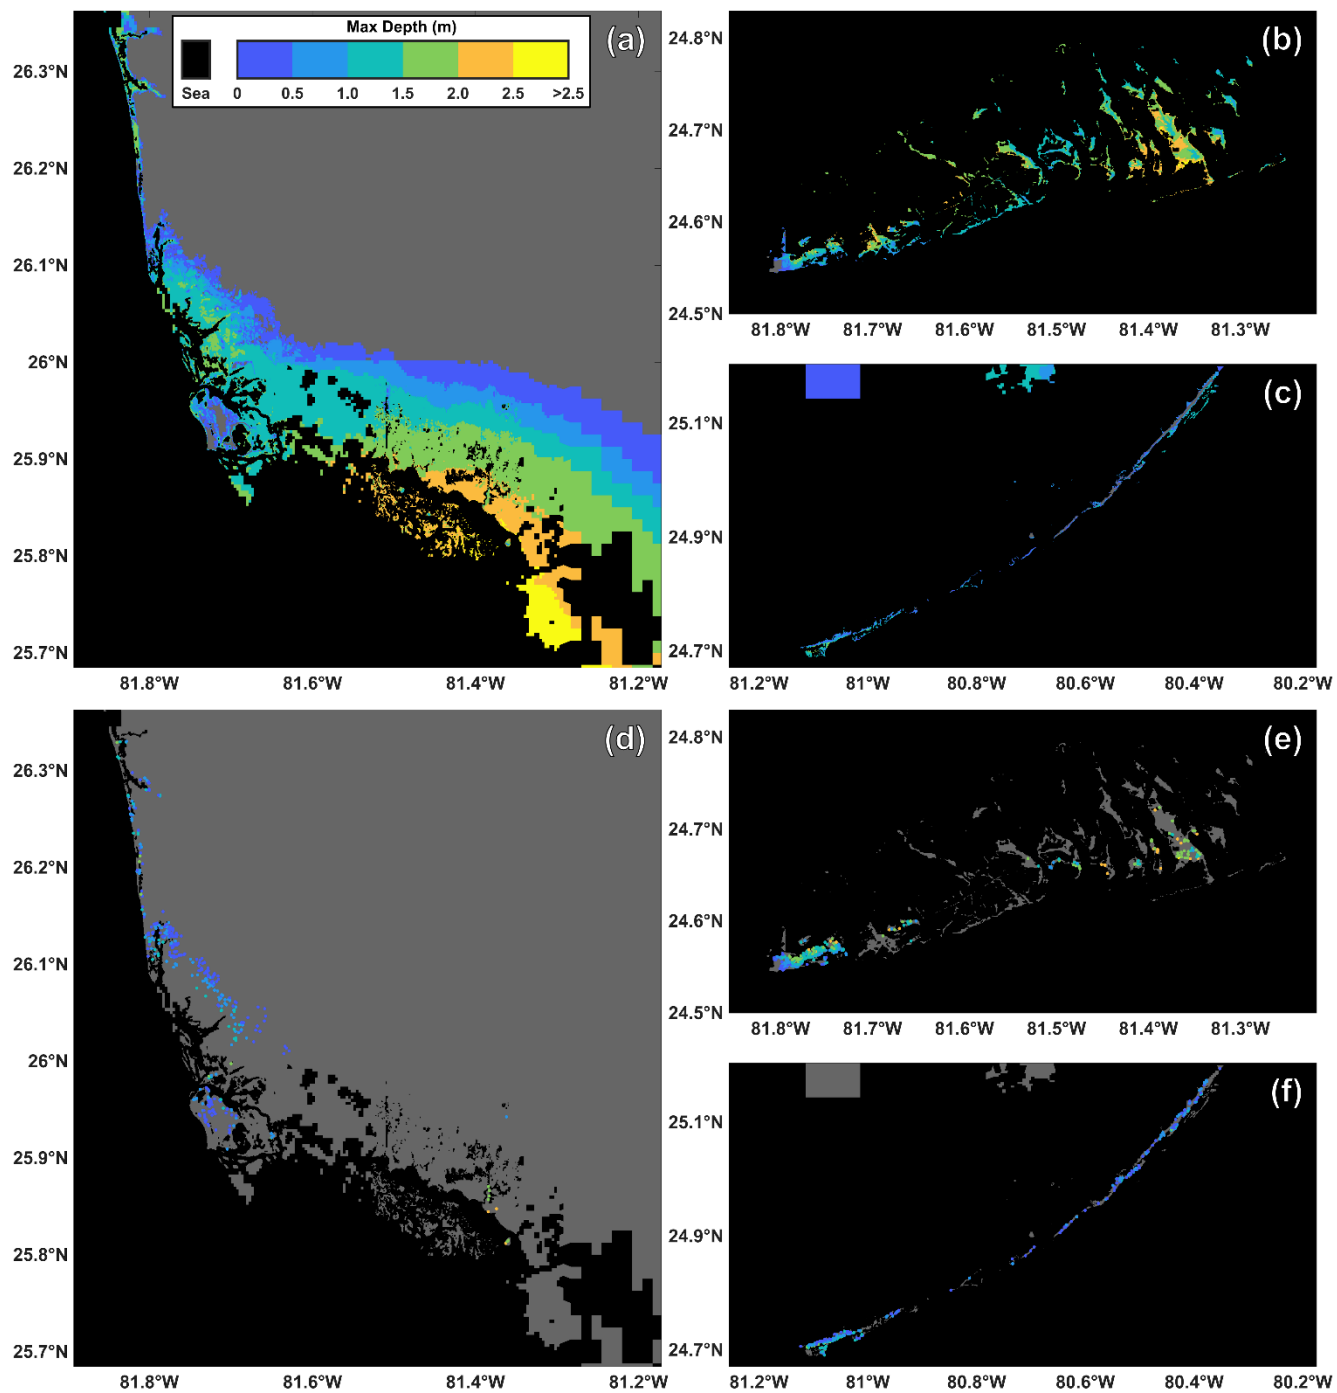 Max Depth (m)
Sea 0 0.5 1.0 1.5 2.0 2.5 >2.5
(a)
26.3°N
26.2°N
26.1°N
26°N
25.9°N
25.8°N
25.7°N
81.8°W 81.6°W 81.4°W 81.2°W
(b)
24.8°N
24.7°N
24.6°N
24.5°N
81.8°W 81.7°W 81.6°W 81.5°W 81.4°W 81.3°W
(c)
25.1°N
24.9°N
24.7°N
81.2°W 81°W 80.8°W 80.6°W 80.4°W 80.2°W
(d)
26.3°N
26.2°N
26.1°N
26°N
25.9°N
25.8°N
25.7°N
81.8°W 81.6°W 81.4°W 81.2°W
(e)
24.8°N
24.7°N
24.6°N
24.5°N
81.8°W 81.7°W 81.6°W 81.5°W 81.4°W 81.3°W
(f)
25.1°N
24.9°N
24.7°N
81.2°W 81°W 80.8°W 80.6°W 80.4°W 80.2°W